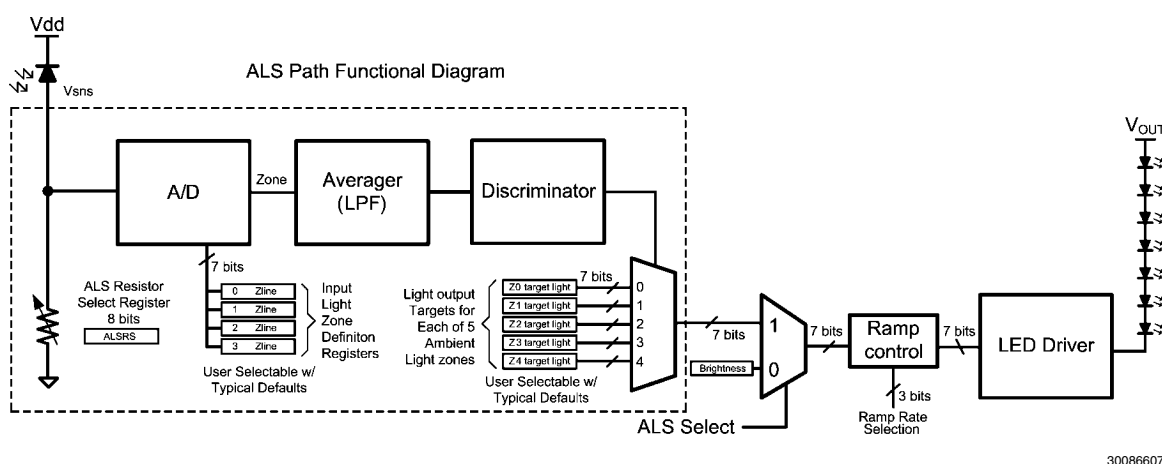 Vdd
ALS Path Functional Diagram
Vsns
VOUT
A/D
Zone
Averager
(LPF)
Discriminator
7 bits
ALS Resistor
Select Register
8 bits
ALSRS
0 Zline
1 Zline
2 Zline
3 Zline
Input
Light
Zone
Definiton
Registers
User Selectable w/
Typical Defaults
Light output
Targets for
Each of 5
Ambient
Light zones
7 bits
Z0 target light
Z1 target light
Z2 target light
Z3 target light
Z4 target light
0
1
2
3
4
User Selectable w/
Typical Defaults
7 bits
Brightness
1
0
ALS Select
7 bits
Ramp
control
3 bits
Ramp Rate
Selection
7 bits
LED Driver
30086607